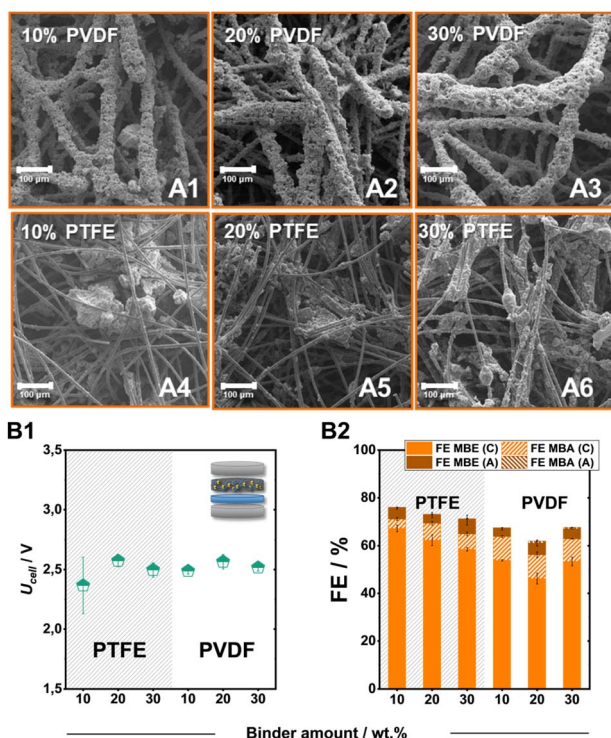 10% PVDF
100 µm
A1
20% PVDF
100 µm
A2
30% PVDF
100 µm
A3
10% PTFE
100 µm
A4
20% PTFE
100 µm
A5
30% PTFE
100 µm
A6
B1
3,5
3,0
2,5
2,0
1,5
Ucell / V
PTFE
PVDF
10 20 30 10 20 30
B2
FE MBE (C) FE MBA (C)
FE MBE (A) FE MBA (A)
100
80
60
40
20
0
FE / %
PTFE
PVDF
10 20 30 10 20 30
Binder amount / wt.%